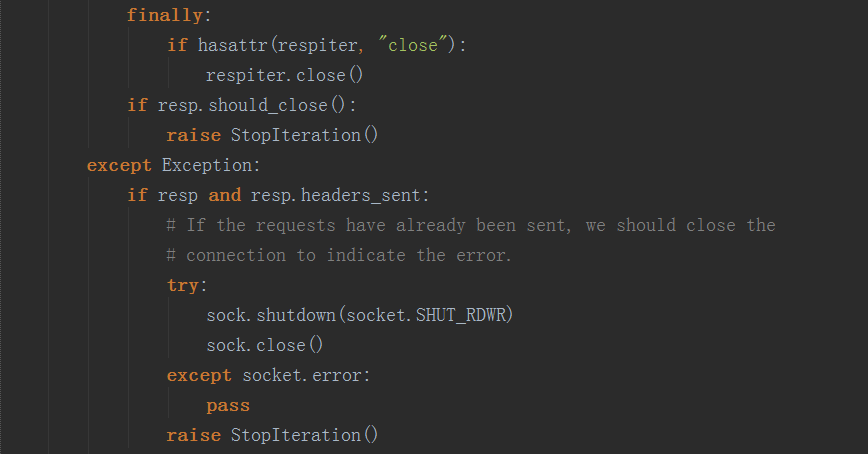 finally:
if hasattr(respiter, "close"):
respiter.close()
if resp.should_close():
raise StopIteration()
except Exception:
if resp and resp.headers_sent:
# If the requests have already been sent, we should close the
# connection to indicate the error.
try:
sock.shutdown(socket.SHUT_RDWR)
sock.close()
except socket.error:
pass
raise StopIteration()